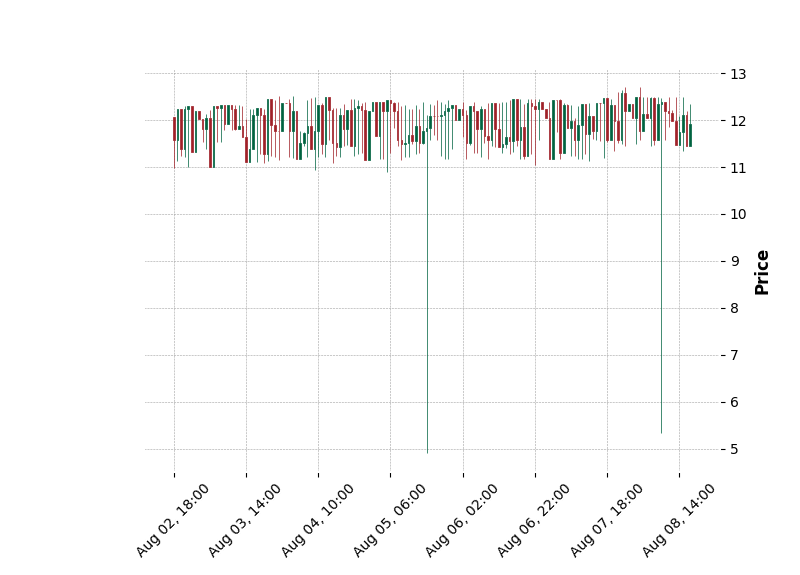 13
12
11
10
9
8
7
6
5
Price
Aug 02, 18:00
Aug 03, 14:00
Aug 04, 10:00
Aug 05, 06:00
Aug 06, 02:00
Aug 06, 22:00
Aug 07, 18:00
Aug 08, 14:00